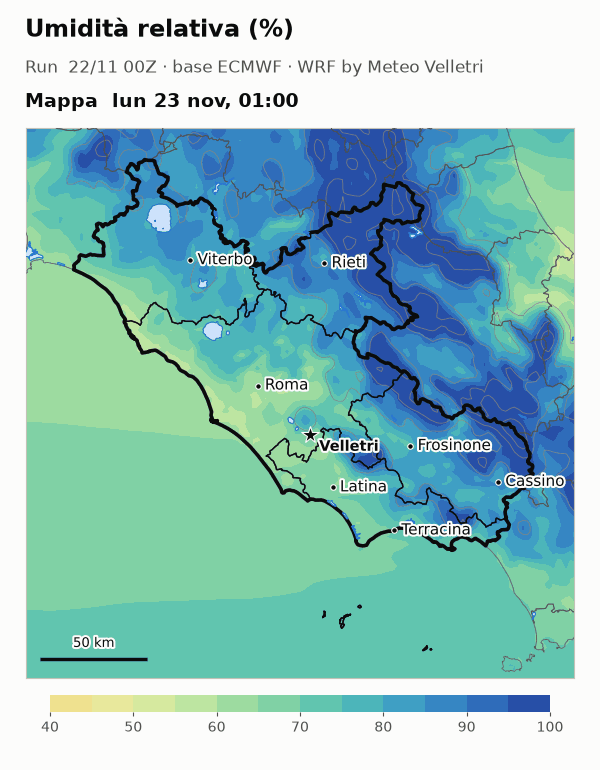 Umidità relativa (%)
Run 22/11 00Z · base ECMWF · WRF by Meteo Velletri
Mappa lun 23 nov, 01:00
Viterbo
Rieti
Roma
Velletri
Frosinone
Latina
Cassino
Terracina
50 km
40 50 60 70 80 90 100